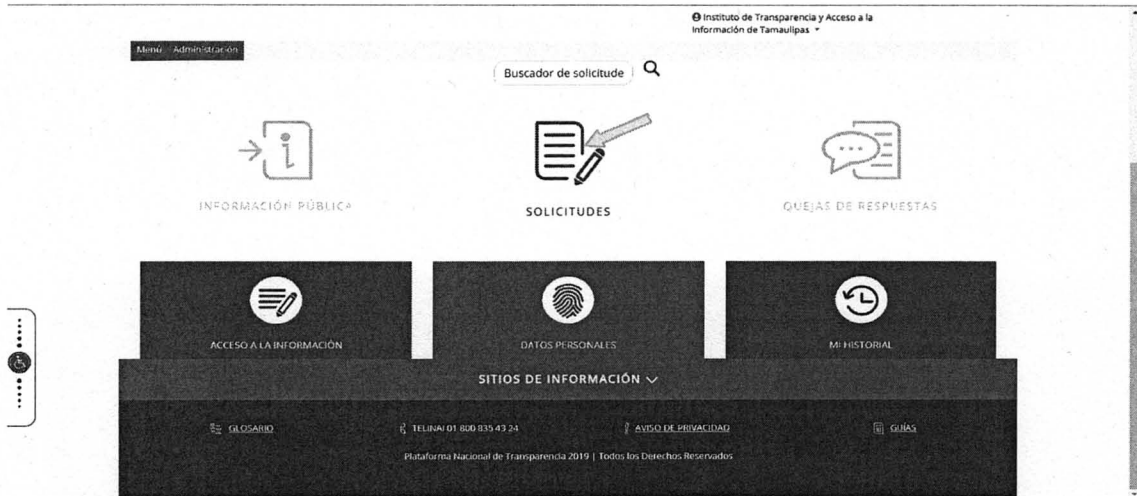 Instituto de Transparencia y Acceso a la
Información de Tamaulipas
Menú Administración
Buscador de solicitude
INFORMACIÓN PÚBLICA
SOLICITUDES
QUEJAS DE RESPUESTAS
ACCESO A LA INFORMACIÓN
DATOS PERSONALES
MI HISTORIAL
SITIOS DE INFORMACIÓN
GLOSARIO
TELINAI 01 800 835 43 24
AVISO DE PRIVACIDAD
GUÍAS
Plataforma Nacional de Transparencia 2019 | Todos los Derechos Reservados